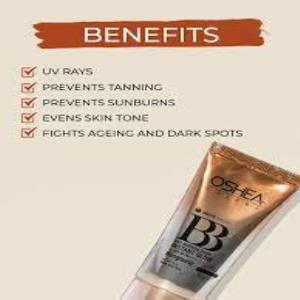 BENEFITS
UV RAYS
PREVENTS TANNING
PREVENTS SUNBURNS
EVENS SKIN TONE
FIGHTS AGEING AND DARK SPOTS
OSHEA
BB